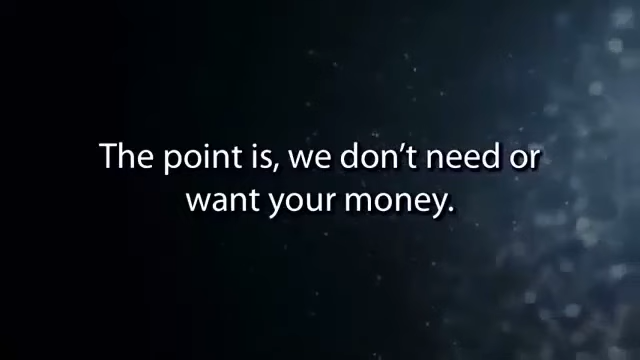 The point is, we don’t need or
want your money.